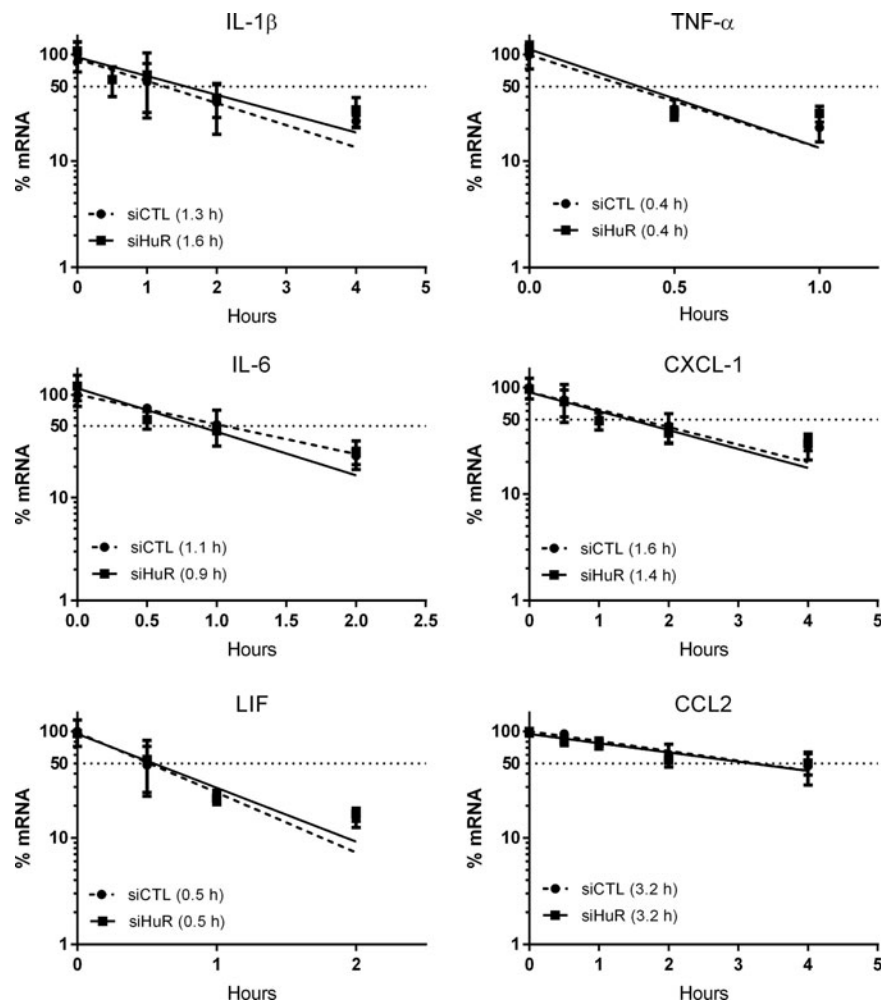 IL-1β
100
50
10
1
% mRNA
siCTL (1.3 h)
siHuR (1.6 h)
0 1 2 3 4 5
Hours
TNF-α
100
50
10
1
% mRNA
siCTL (0.4 h)
siHuR (0.4 h)
0.0 0.5 1.0
Hours
IL-6
100
50
10
1
% mRNA
siCTL (1.1 h)
siHuR (0.9 h)
0.0 0.5 1.0 1.5 2.0 2.5
Hours
CXCL-1
100
50
10
1
% mRNA
siCTL (1.6 h)
siHuR (1.4 h)
0 1 2 3 4 5
Hours
LIF
100
50
10
1
% mRNA
siCTL (0.5 h)
siHuR (0.5 h)
0 1 2
Hours
CCL2
100
50
10
1
% mRNA
siCTL (3.2 h)
siHuR (3.2 h)
0 1 2 3 4 5
Hours